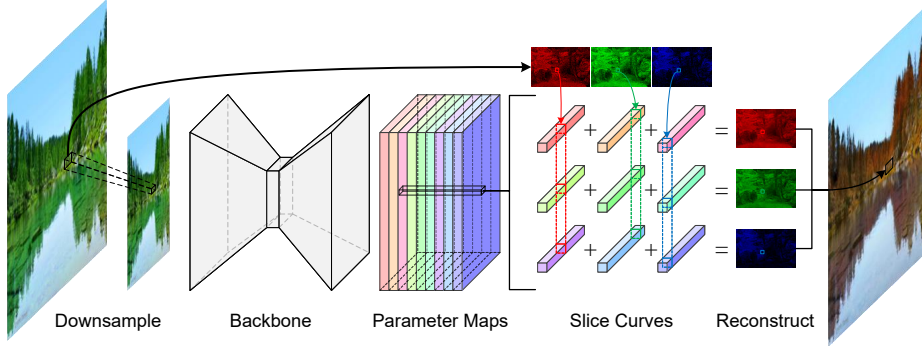 + + =
+ + =
+ + =
Downsample Backbone Parameter Maps Slice Curves Reconstruct